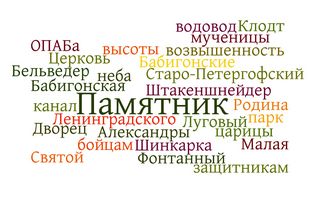 водовод Клодт
мученицы
ОПАБа высоты возвышенность
Церковь Бабигонские
Бельведер неба Старо-Петергофский
Бабигонская Штакеншнейдер
канал Памятник Родина
Ленинградского Луговый парк
Дворец Александры царицы
бойцам Шинкарка Малая
Святой Фонтанный
защитникам